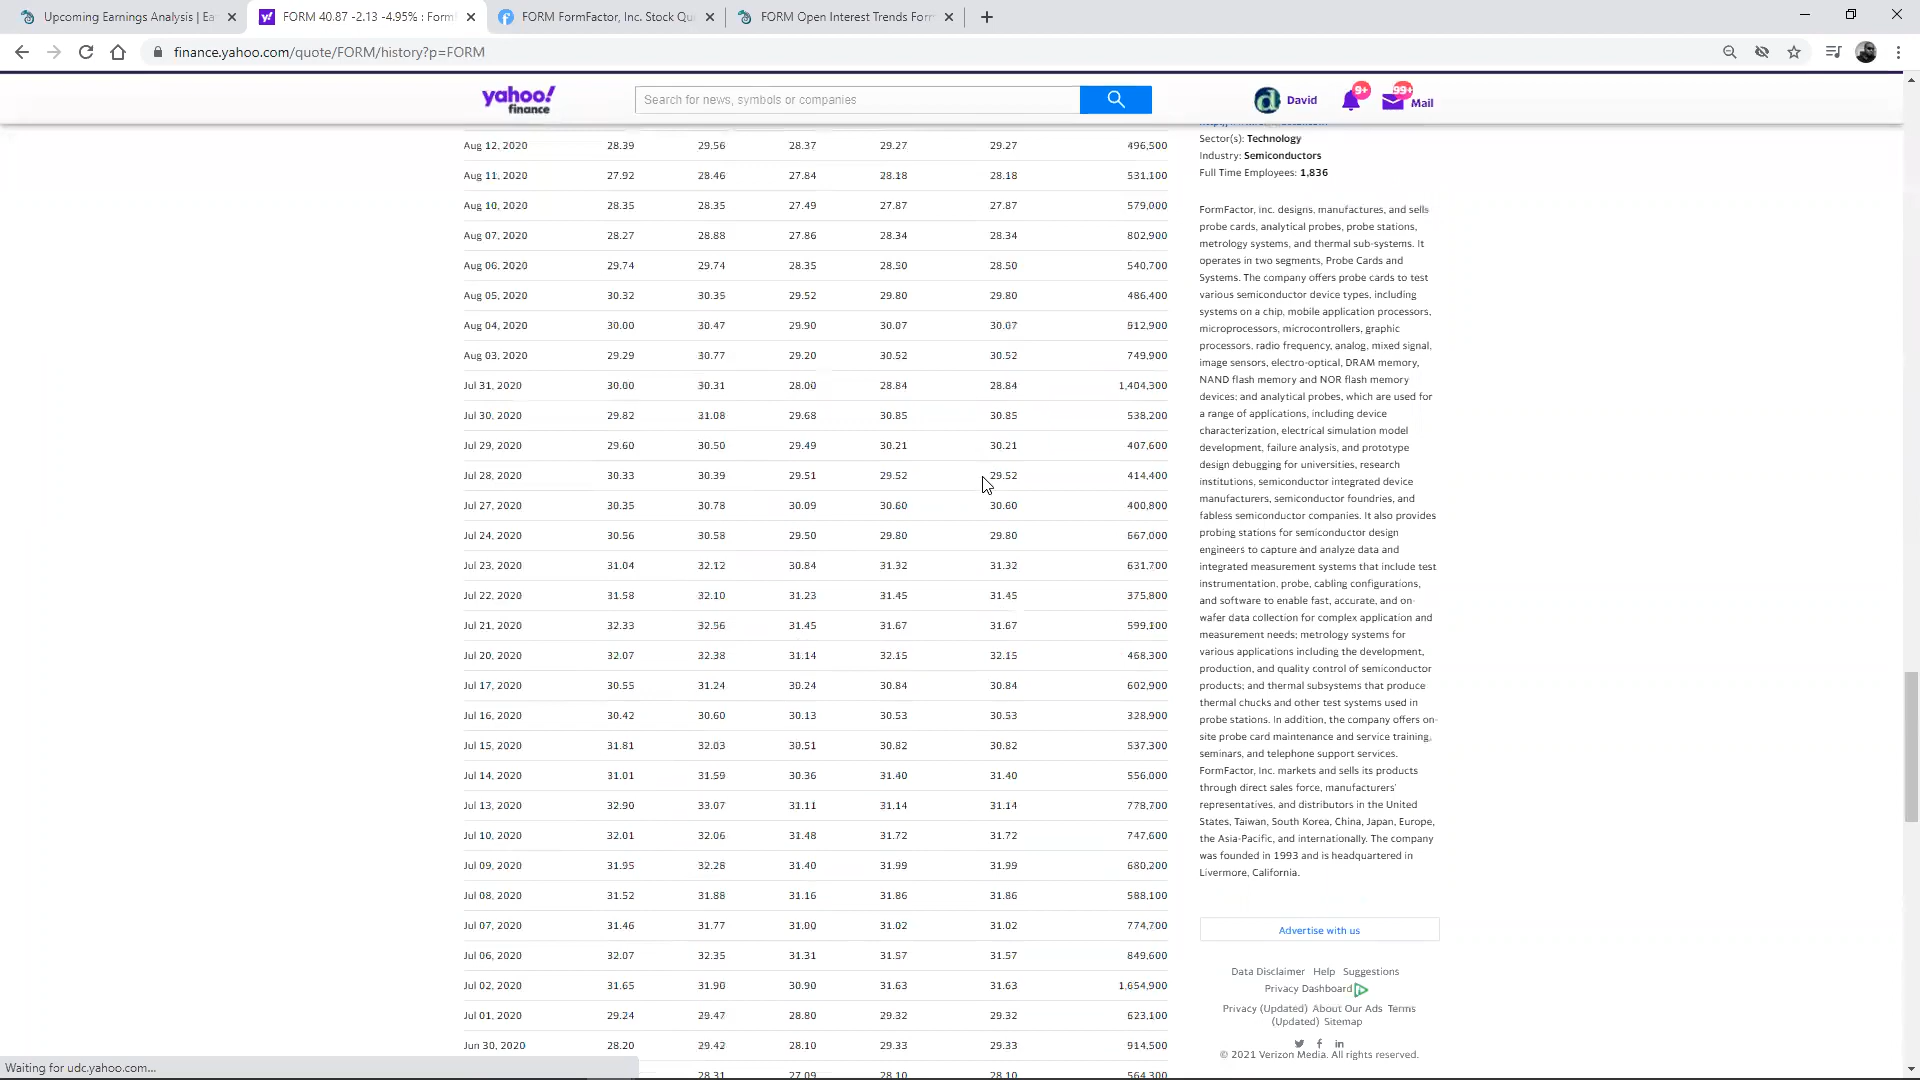 Upcoming Earnings Analysis | Ea
FORM 40.87 -2.13 -4.95% : Form
FORM FormFactor, Inc. Stock Qu
FORM Open Interest Trends Form
finance.yahoo.com/quote/FORM/history?p=FORM
yahoo!
finance
Search for news, symbols or companies
David
9+
99+
Mail
Aug 12, 2020 28.39 29.56 28.37 29.27 29.27 496,500
Aug 11, 2020 27.92 28.46 27.84 28.18 28.18 531,100
Aug 10, 2020 28.35 28.35 27.49 27.87 27.87 579,000
Aug 07, 2020 28.27 28.88 27.86 28.34 28.34 802,900
Aug 06, 2020 29.74 29.74 28.35 28.50 28.50 540,700
Aug 05, 2020 30.32 30.35 29.52 29.80 29.80 486,400
Aug 04, 2020 30.00 30.47 29.90 30.07 30.07 512,900
Aug 03, 2020 29.29 30.77 29.20 30.52 30.52 749,900
Jul 31, 2020 30.00 30.31 28.00 28.84 28.84 1,404,300
Jul 30, 2020 29.82 31.08 29.68 30.85 30.85 538,200
Jul 29, 2020 29.60 30.50 29.49 30.21 30.21 407,600
Jul 28, 2020 30.33 30.39 29.51 29.52 29.52 414,400
Jul 27, 2020 30.35 30.78 30.09 30.60 30.60 400,800
Jul 24, 2020 30.56 30.58 29.50 29.80 29.80 667,000
Jul 23, 2020 31.04 32.12 30.84 31.32 31.32 631,700
Jul 22, 2020 31.58 32.10 31.23 31.45 31.45 375,800
Jul 21, 2020 32.33 32.56 31.45 31.67 31.67 599,100
Jul 20, 2020 32.07 32.38 31.14 32.15 32.15 468,300
Jul 17, 2020 30.55 31.24 30.24 30.84 30.84 602,900
Jul 16, 2020 30.42 30.60 30.13 30.53 30.53 328,900
Jul 15, 2020 31.81 32.03 30.51 30.82 30.82 537,300
Jul 14, 2020 31.01 31.59 30.36 31.40 31.40 556,000
Jul 13, 2020 32.90 33.07 31.11 31.14 31.14 778,700
Jul 10, 2020 32.01 32.06 31.48 31.72 31.72 747,600
Jul 09, 2020 31.95 32.28 31.40 31.99 31.99 680,200
Jul 08, 2020 31.52 31.88 31.16 31.86 31.86 588,100
Jul 07, 2020 31.46 31.77 31.00 31.02 31.02 774,700
Jul 06, 2020 32.07 32.35 31.31 31.57 31.57 849,600
Jul 02, 2020 31.65 31.90 30.90 31.63 31.63 1,654,900
Jul 01, 2020 29.24 29.47 28.80 29.32 29.32 623,100
Jun 30, 2020 28.20 29.42 28.10 29.33 29.33 914,500
28.31 27.09 28.10 28.10 564,300
Sector(s): Technology
Industry: Semiconductors
Full Time Employees: 1,836
FormFactor, Inc. designs, manufactures, and sells
probe cards, analytical probes, probe stations,
metrology systems, and thermal sub-systems. It
operates in two segments, Probe Cards and
Systems. The company offers probe cards to test
various semiconductor device types, including
systems on a chip, mobile application processors,
microprocessors, microcontrollers, graphic
processors, radio frequency, analog, mixed signal,
image sensors, electro-optical, DRAM memory,
NAND flash memory and NOR flash memory
devices; and analytical probes, which are used for
a range of applications, including device
characterization, electrical simulation model
development, failure analysis, and prototype
design debugging for universities, research
institutions, semiconductor integrated device
manufacturers, semiconductor foundries, and
fabless semiconductor companies. It also provides
probing stations for semiconductor design
engineers to capture and analyze data and
integrated measurement systems that include test
instrumentation, probe, cabling configurations,
and software to enable fast, accurate, and on-
wafer data collection for complex application and
measurement needs; metrology systems for
various applications including the development,
production, and quality control of semiconductor
products; and thermal subsystems that produce
thermal chucks and other test systems used in
probe stations. In addition, the company offers on-
site probe card maintenance and service training,
seminars, and telephone support services.
FormFactor, Inc. markets and sells its products
through direct sales force, manufacturers'
representatives, and distributors in the United
States, Taiwan, South Korea, China, Japan, Europe,
the Asia-Pacific, and internationally. The company
was founded in 1993 and is headquartered in
Livermore, California.
Advertise with us
Data Disclaimer Help Suggestions
Privacy Dashboard
Privacy (Updated) About Our Ads Terms
(Updated) Sitemap
© 2021 Verizon Media. All rights reserved.
Waiting for udc.yahoo.com...